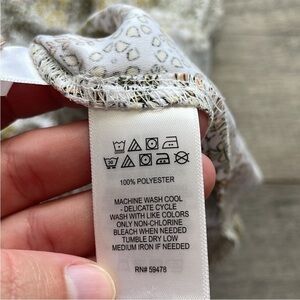 100% POLYESTER
MACHINE WASH COOL
- DELICATE CYCLE
WASH WITH LIKE COLORS
ONLY NON-CHLORINE
BLEACH WHEN NEEDED
TUMBLE DRY LOW
MEDIUM IRON IF NEEDED
RN# 59478